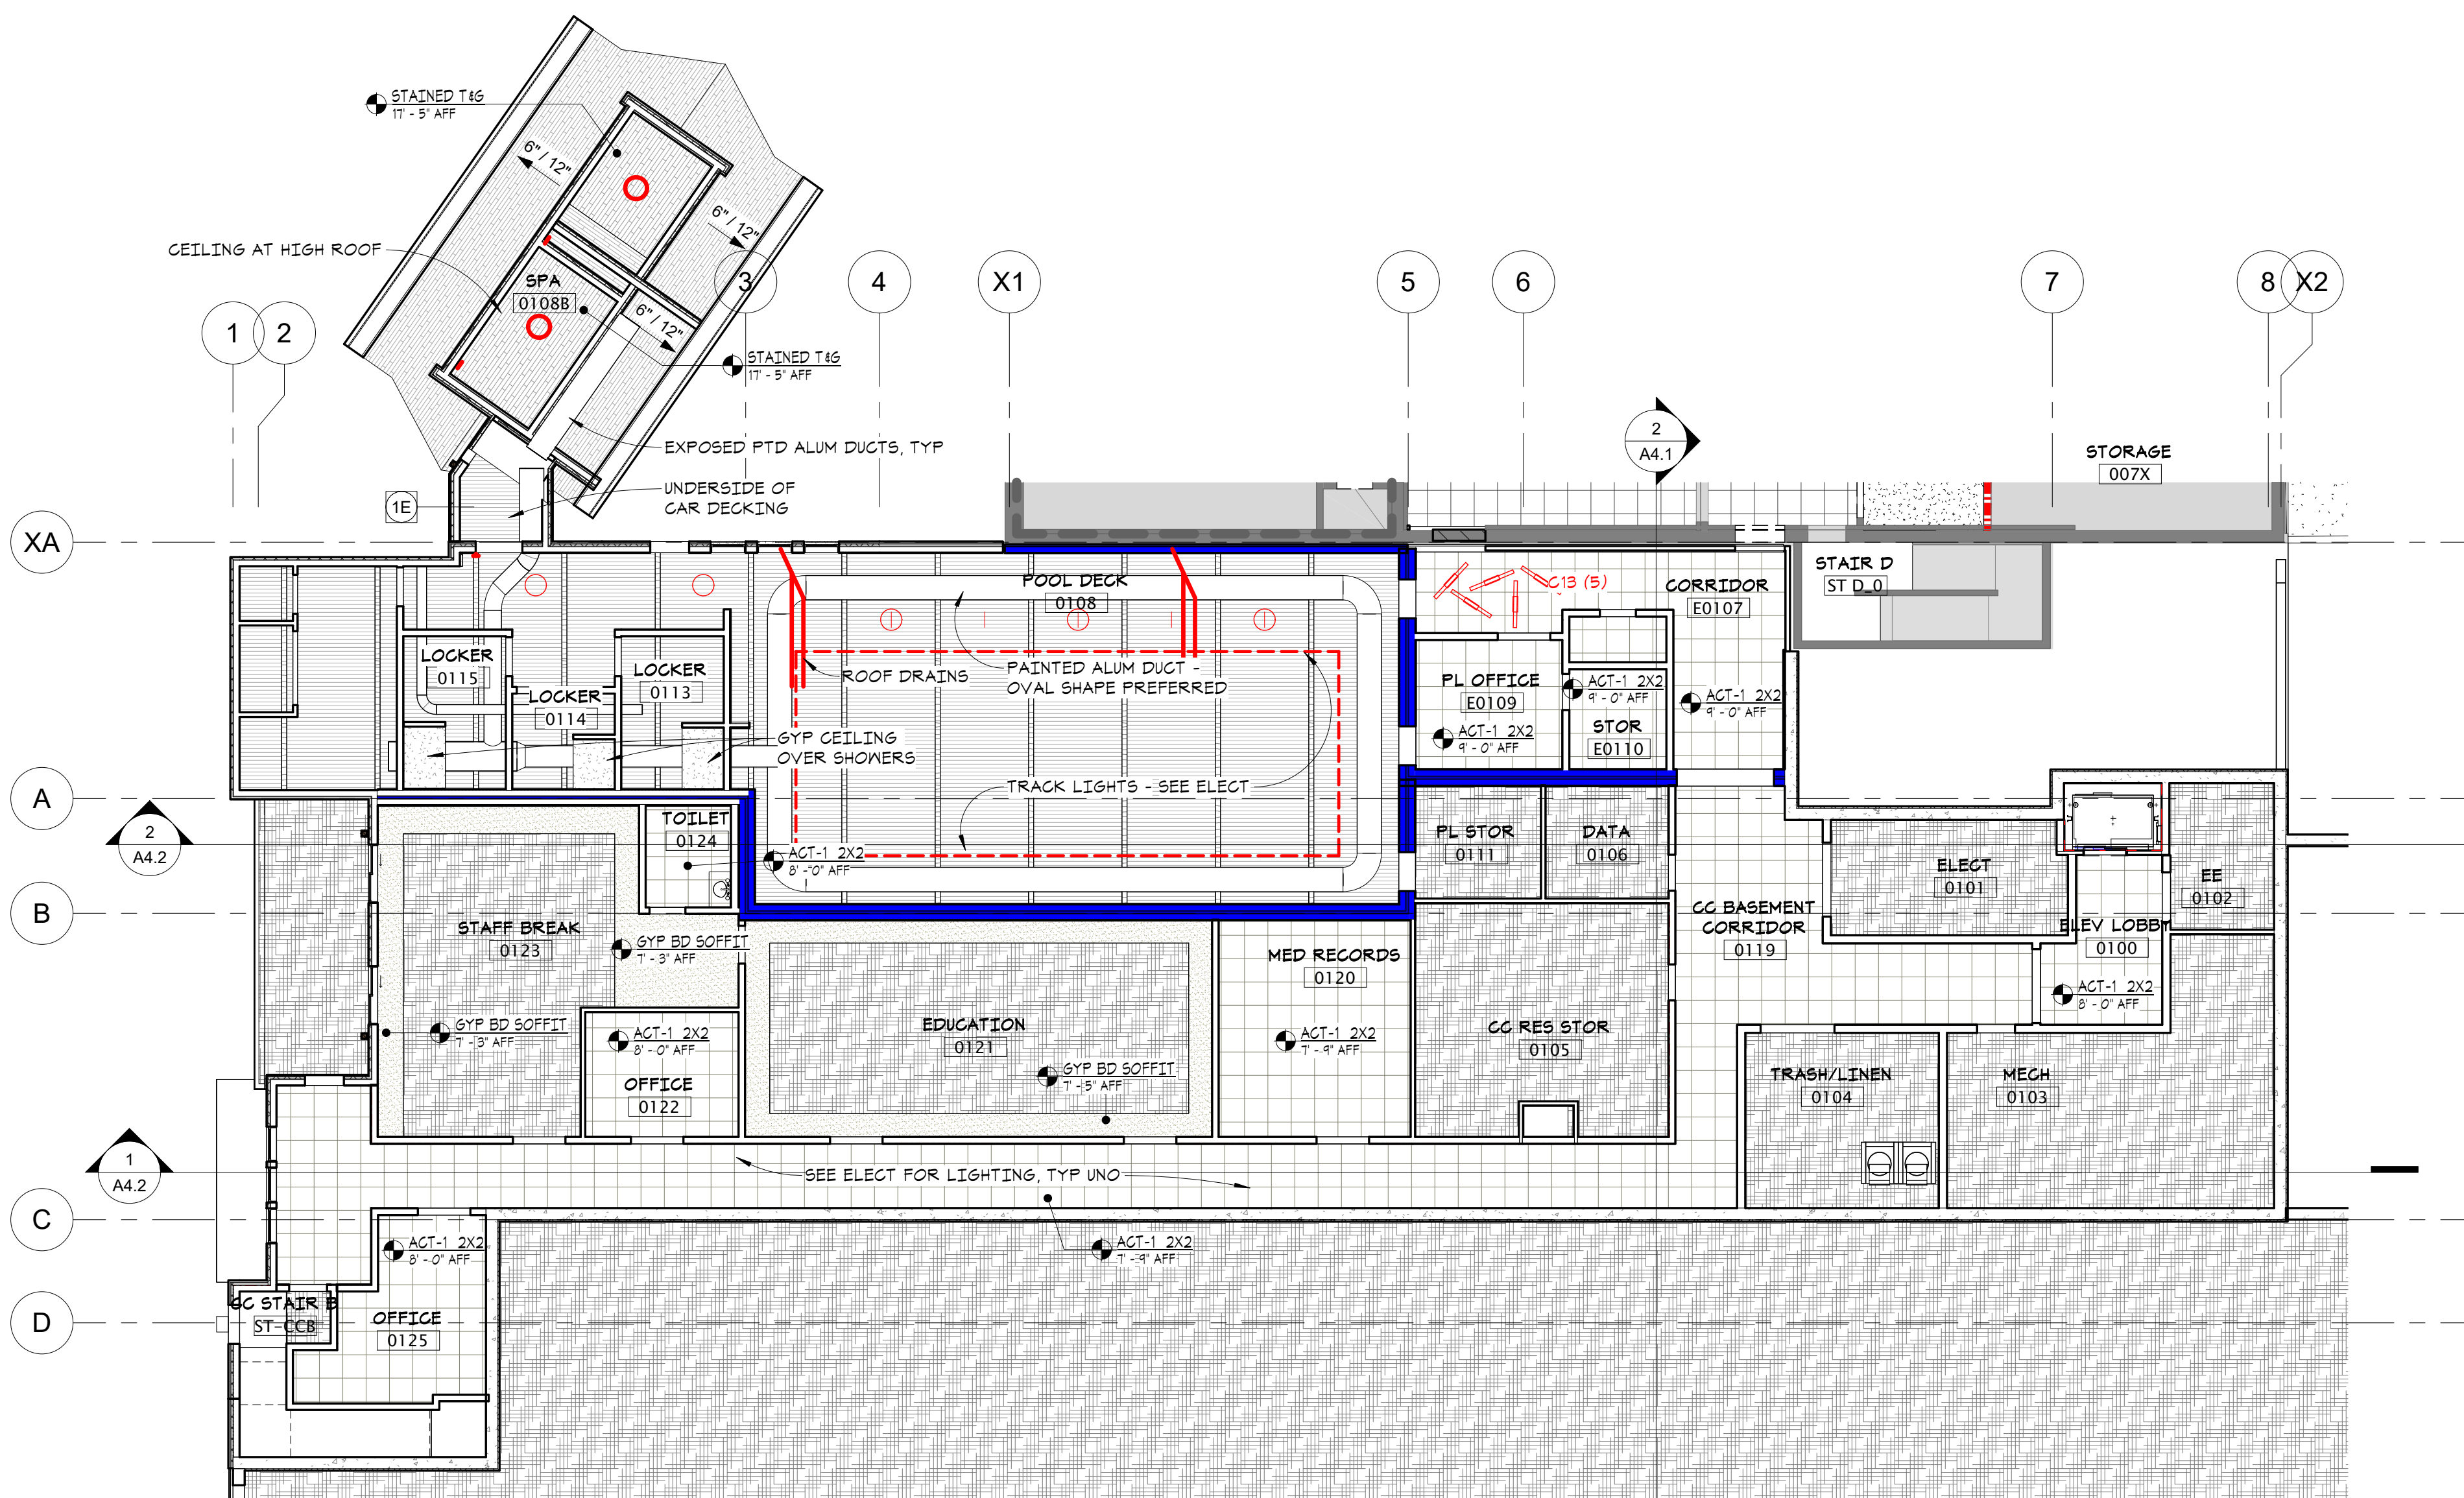 STAINED T&G
17' - 5" AFF
6" / 12"
6" / 12"
CEILING AT HIGH ROOF
SPA
0108B
6" / 12"
STAINED T&G
17' - 5" AFF
1
2
3
4
X1
5
6
7
8
X2
EXPOSED PTD ALUM DUCTS, TYP
UNDERSIDE OF
CAR DECKING
1E
2
A4.1
STORAGE
007X
XA
POOL DECK
0108
C13 (5)
CORRIDOR
E0107
STAIR D
ST D_0
LOCKER
0115
LOCKER
0114
LOCKER
0113
ROOF DRAINS
PAINTED ALUM DUCT -
OVAL SHAPE PREFERRED
PL OFFICE
E0109
ACT-1 2X2
9' - 0" AFF
ACT-1 2X2
9' - 0" AFF
STOR
E0110
ACT-1 2X2
9' - 0" AFF
GYP CEILING
OVER SHOWERS
TRACK LIGHTS - SEE ELECT
A
2
A4.2
TOILET
0124
ACT-1 2X2
8' - 0" AFF
PL STOR
0111
DATA
0106
ELECT
0101
EE
0102
B
STAFF BREAK
0123
GYP BD SOFFIT
7' - 3" AFF
MED RECORDS
0120
CC BASEMENT
CORRIDOR
0119
ELEV LOBBY
0100
ACT-1 2X2
8' - 0" AFF
GYP BD SOFFIT
7' - 3" AFF
ACT-1 2X2
8' - 0" AFF
OFFICE
0122
EDUCATION
0121
GYP BD SOFFIT
7' - 5" AFF
ACT-1 2X2
7' - 9" AFF
CC RES STOR
0105
TRASH/LINEN
0104
MECH
0103
1
A4.2
SEE ELECT FOR LIGHTING, TYP UNO
C
ACT-1 2X2
8' - 0" AFF
ACT-1 2X2
7' - 9" AFF
D
CC STAIR B
ST-CCB
OFFICE
0125